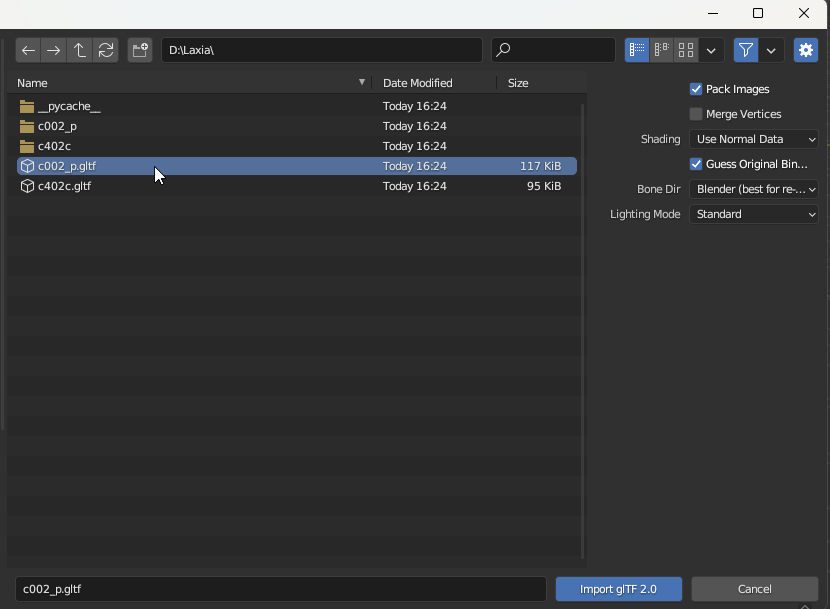 D:\Laxia\
Name Date Modified Size
__pycache__ Today 16:24
c002_p Today 16:24
c402c Today 16:24
c002_p.gltf Today 16:24 117 KiB
c402c.gltf Today 16:24 95 KiB
Pack Images
Merge Vertices
Shading Use Normal Data
Guess Original Bin...
Bone Dir Blender (best for re-...
Lighting Mode Standard
c002_p.gltf Import glTF 2.0 Cancel